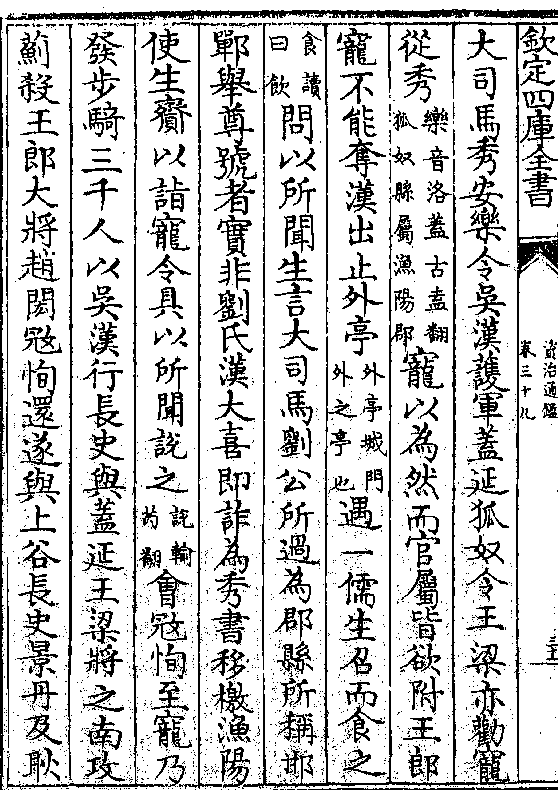 欽定四庫全書
資治通鑑
卷三十九
大司馬秀安樂令吳漢護軍蓋延狐奴令王梁亦勸寵
從秀樂音洛蓋古盍翻
狐奴縣屬漁陽郡寵以為然而官屬皆欲附王郎
寵不能奪漢出止外亭外亭城門
外之亭也遇一儒生召而食之
食讀
曰飲問以所聞生言大司馬劉公所過為郡縣所稱邯
鄲舉尊號者實非劉氏漢大喜即詐為秀書移檄漁陽
使生齎以詣寵令具以所聞說之說輸
芮翻會㓂恂至寵乃
發步騎三千人以吳漢行長史與蓋延王梁將之南攻
薊殺王郎大將趙閎㓂恂還遂與上谷長史景丹及耿